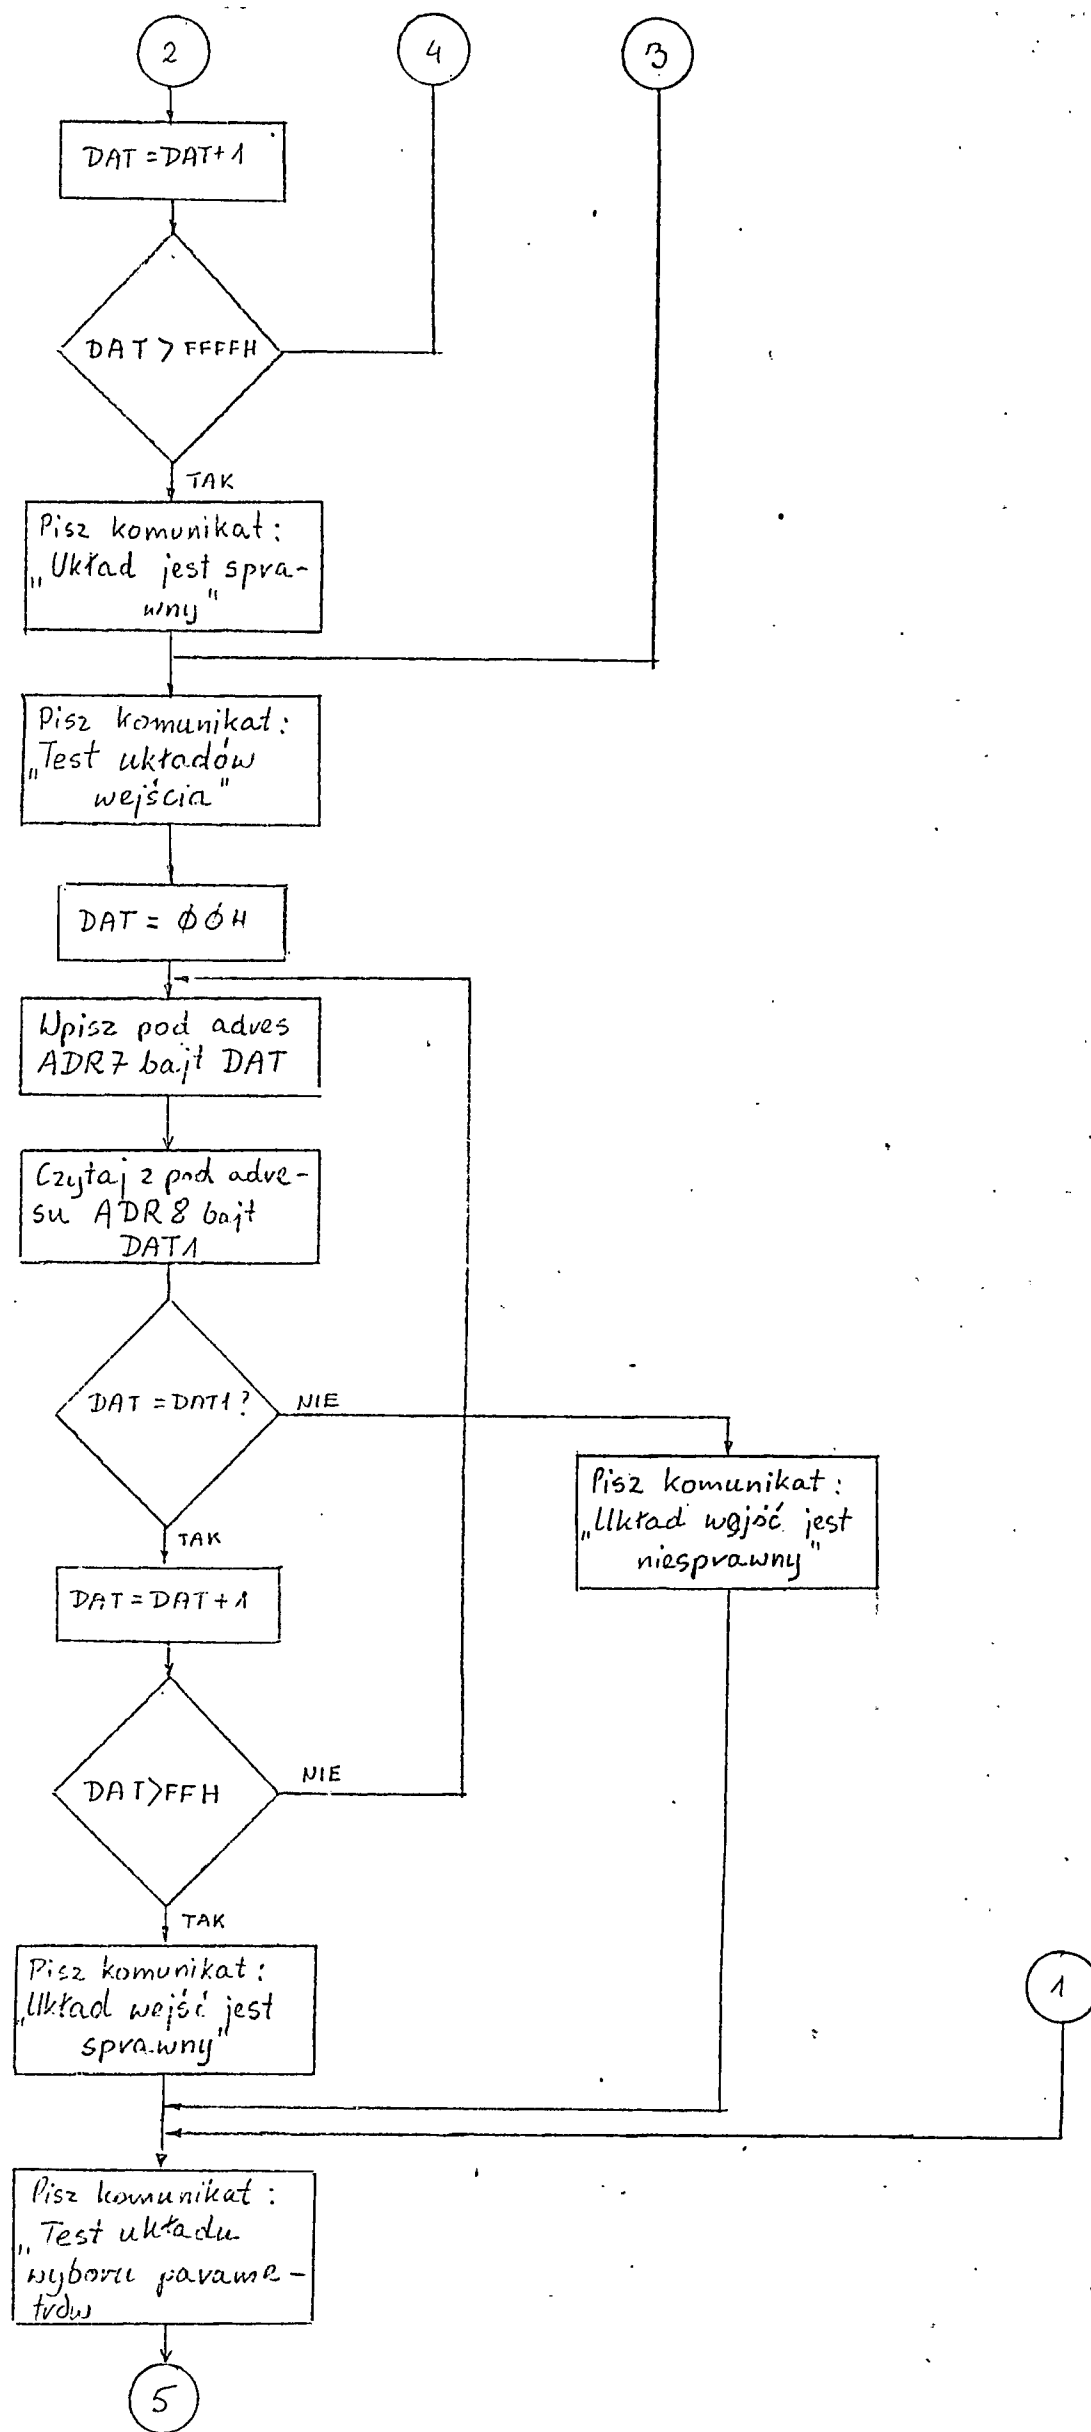 2
4
3
DAT = DAT+1
DAT > FFFFH
TAK
Pisz komunikat:
„Układ jest spra-
wny"
Pisz komunikat:
„Test układów
wejścia"
DAT = ØØH
Wpisz pod adres
ADR7 bajt DAT
Czytaj z pod adre-
su ADR8 bajt
DAT1
DAT = DAT1?
NIE
Pisz komunikat:
„Układ wejść jest
niesprawny"
TAK
DAT = DAT + 1
DAT>FFH
NIE
TAK
Pisz komunikat:
„Układ wejść jest
sprawny"
1
Pisz komunikat:
„Test układu
wyboru parame-
trów
5